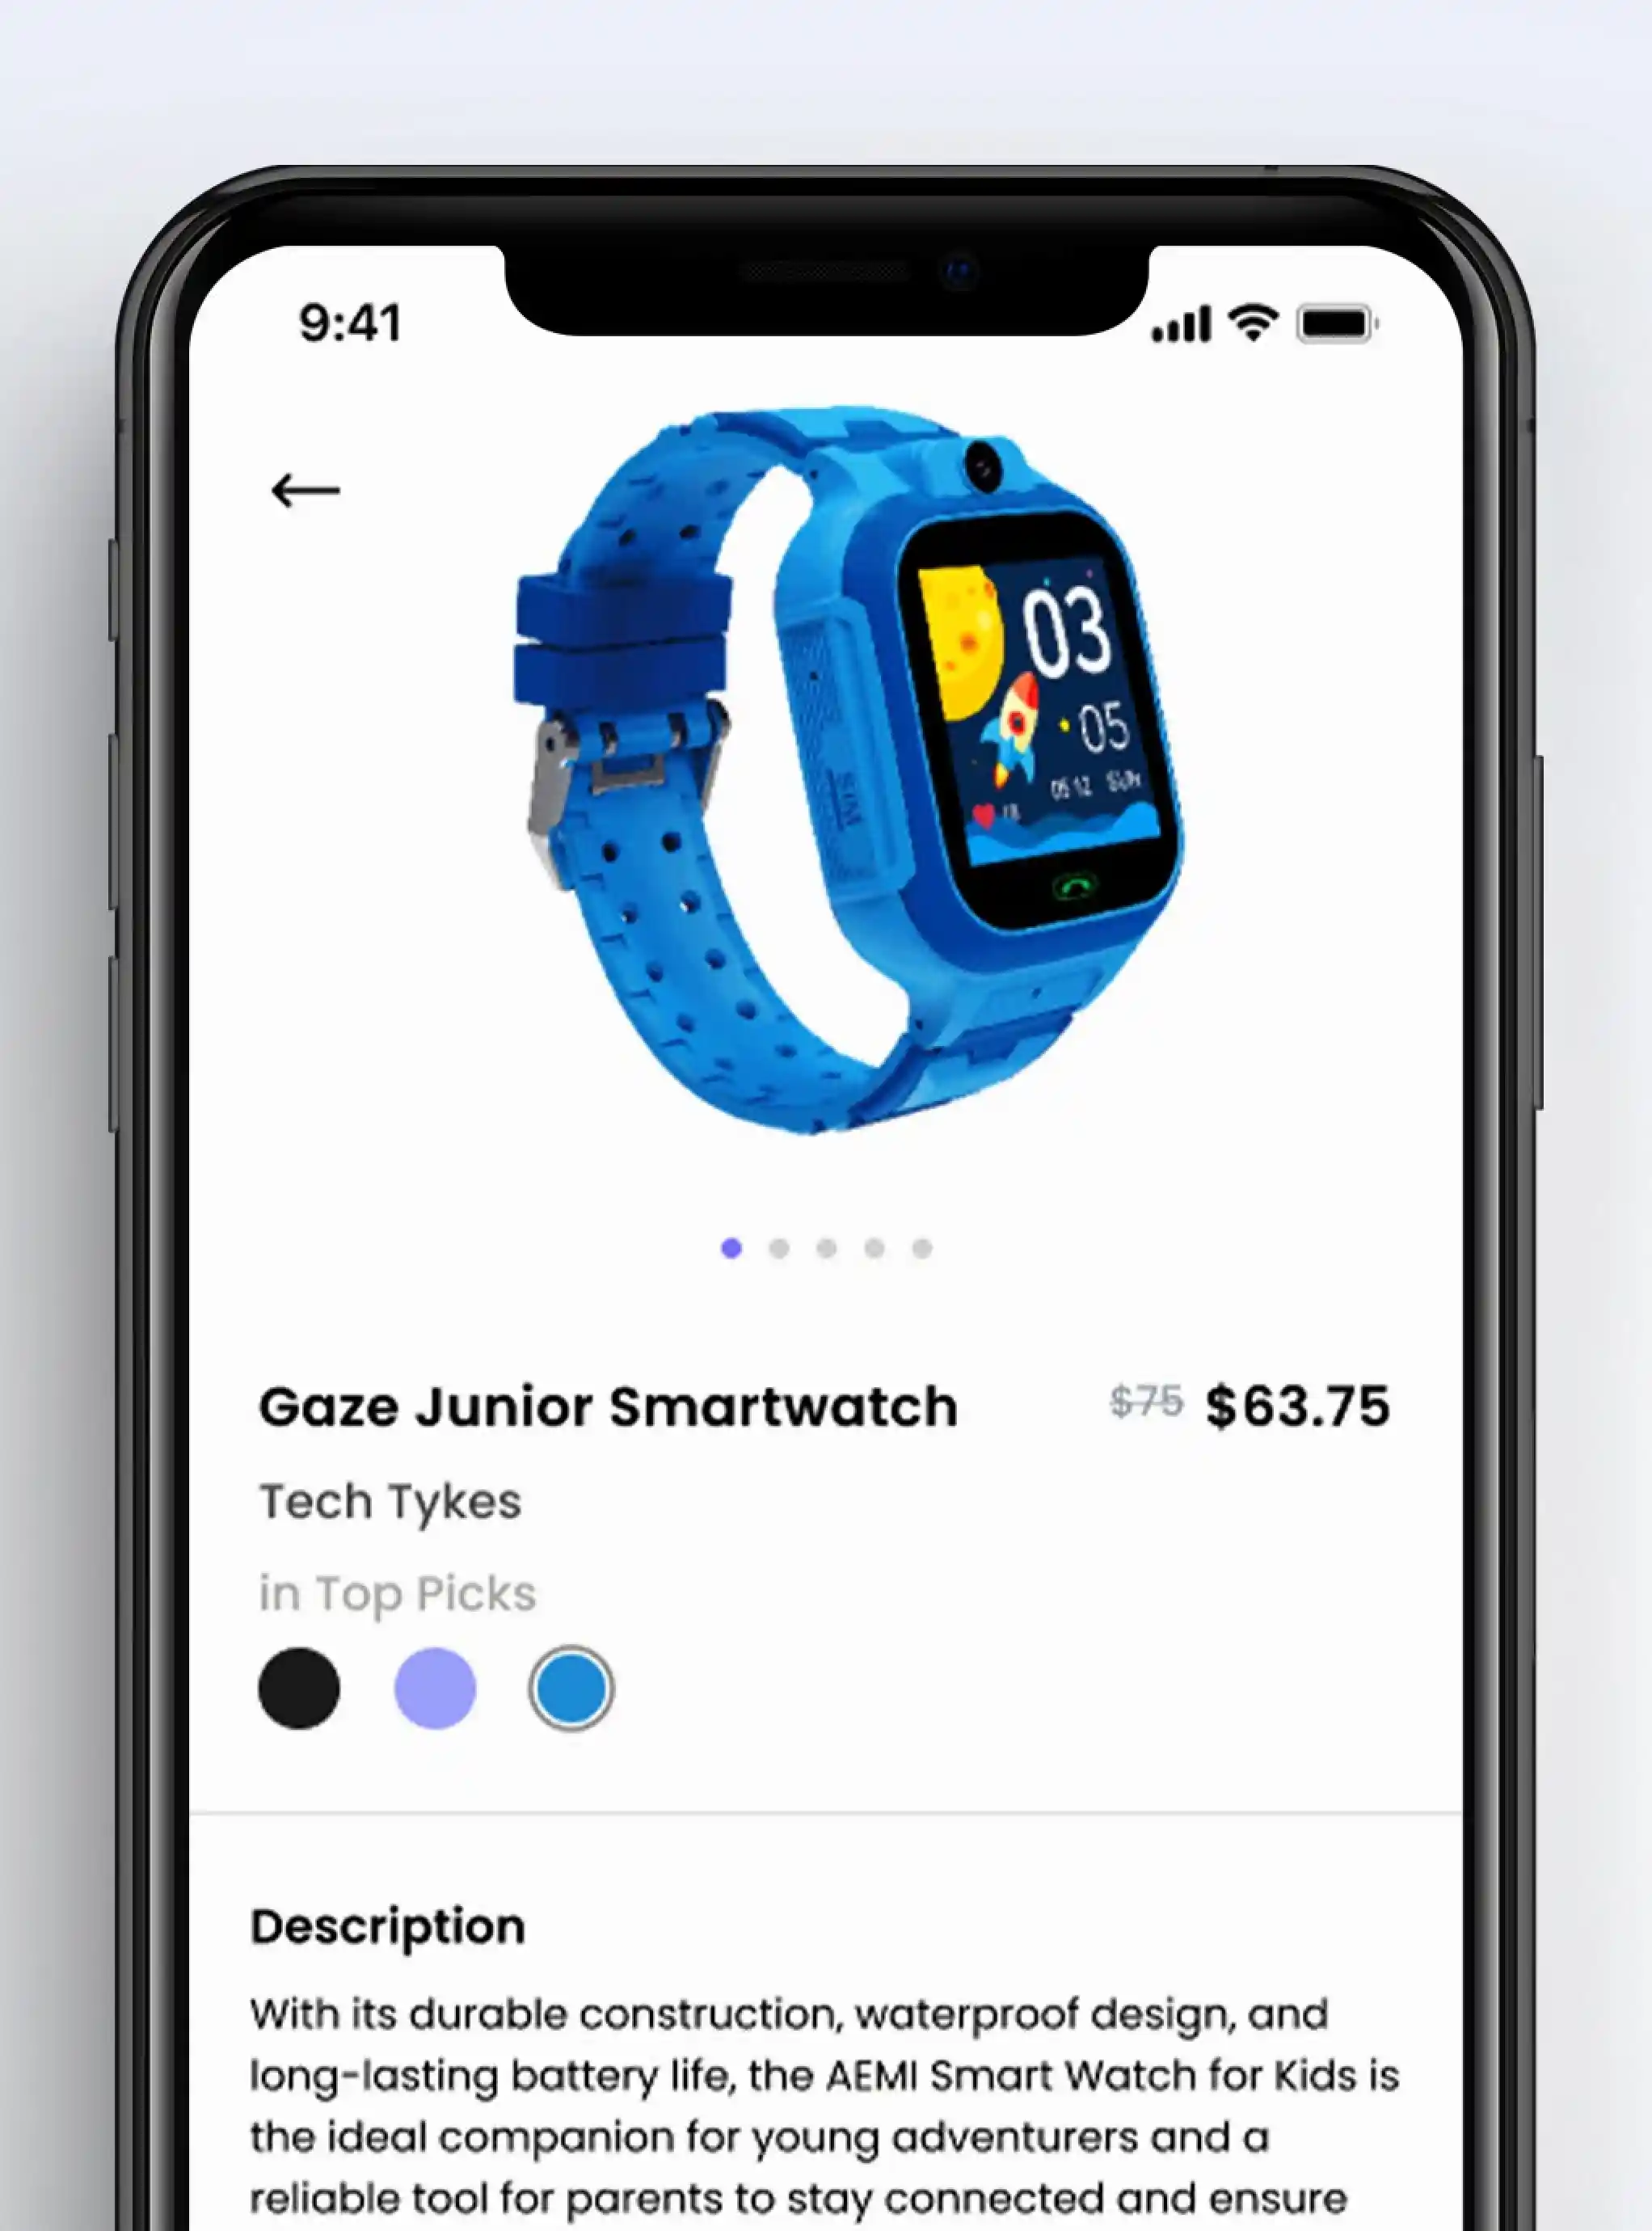 9:41
03
05
05 12
SIM
Gaze Junior Smartwatch
$75 $63.75
Tech Tykes
in Top Picks
Description
With its durable construction, waterproof design, and
long-lasting battery life, the AEMI Smart Watch for Kids is
the ideal companion for young adventurers and a
reliable tool for parents to stay connected and ensure